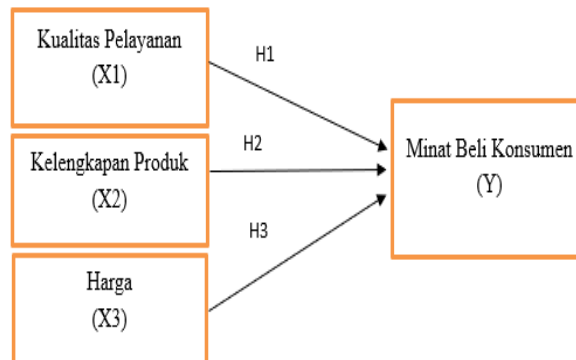 Kualitas Pelayanan
(X1)
H1
Kelengkapan Produk
(X2)
H2
Harga
(X3)
H3
Minat Beli Konsumen
(Y)